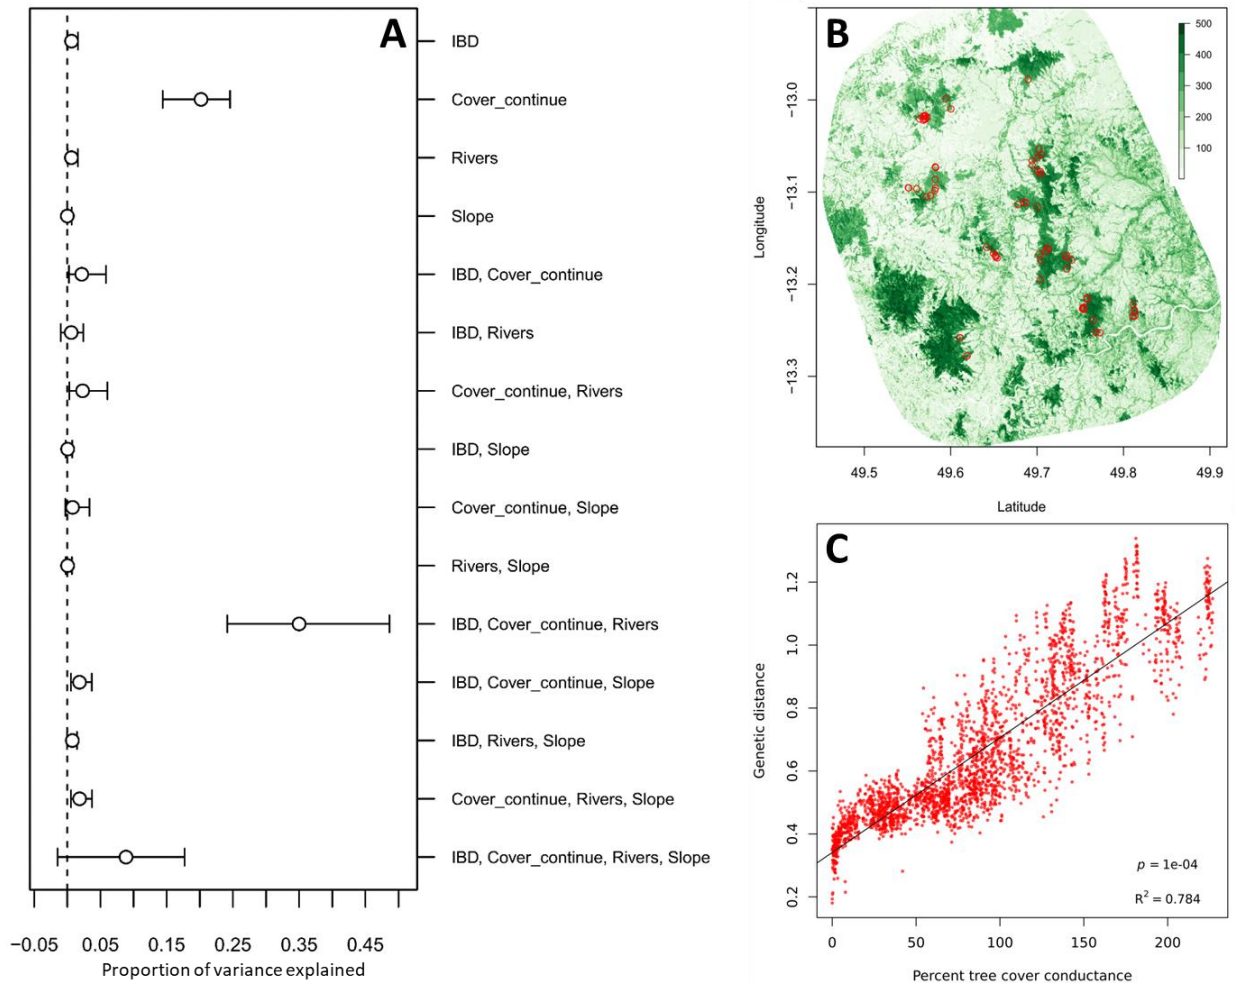 A
IBD
Cover_continue
Rivers
Slope
IBD, Cover_continue
IBD, Rivers
Cover_continue, Rivers
IBD, Slope
Cover_continue, Slope
Rivers, Slope
IBD, Cover_continue, Rivers
IBD, Cover_continue, Slope
IBD, Rivers, Slope
Cover_continue, Rivers, Slope
IBD, Cover_continue, Rivers, Slope
−0.05 0.05 0.15 0.25 0.35 0.45
Proportion of variance explained
B
500
400
300
200
100
−13.0
−13.1
−13.2
−13.3
Longitude
49.5 49.6 49.7 49.8 49.9
Latitude
C
1.2
1.0
0.8
0.6
0.4
0.2
Genetic distance
p = 1e-04
R² = 0.784
0 50 100 150 200
Percent tree cover conductance